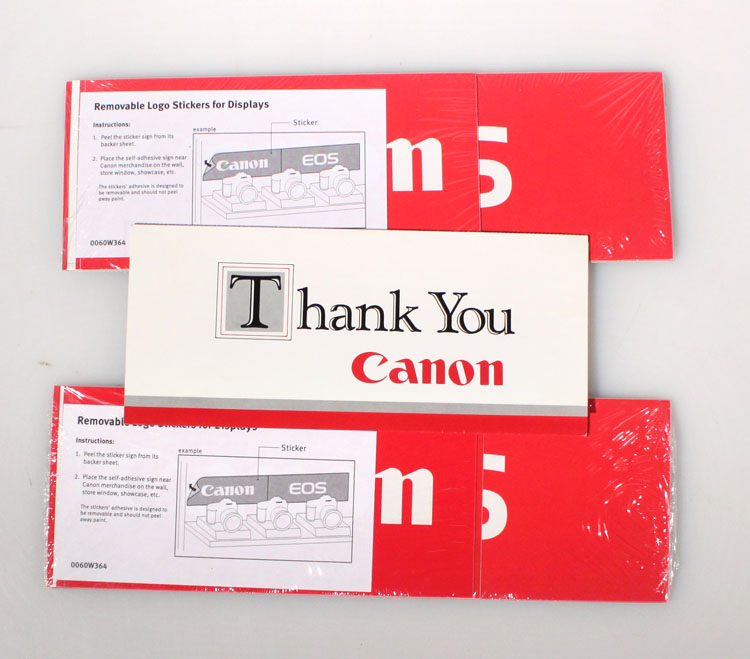 Removable Logo Stickers for Displays
Instructions:
1. Peel the sticker sign from its
backer sheet.
2. Place the self-adhesive sign near
Canon merchandise on the wall,
store window, showcase, etc.
The stickers' adhesive is designed to
be removable and should not peel
away paint.
0060W364
example
Sticker
Canon EOS
n
S
Thank You
Canon
Removable Logo Stickers for Displays
Instructions:
1. Peel the sticker sign from its
backer sheet.
2. Place the self-adhesive sign near
Canon merchandise on the wall,
store window, showcase, etc.
The stickers' adhesive is designed to
be removable and should not peel
away paint.
0060W364
example
Sticker
Canon EOS
n
S